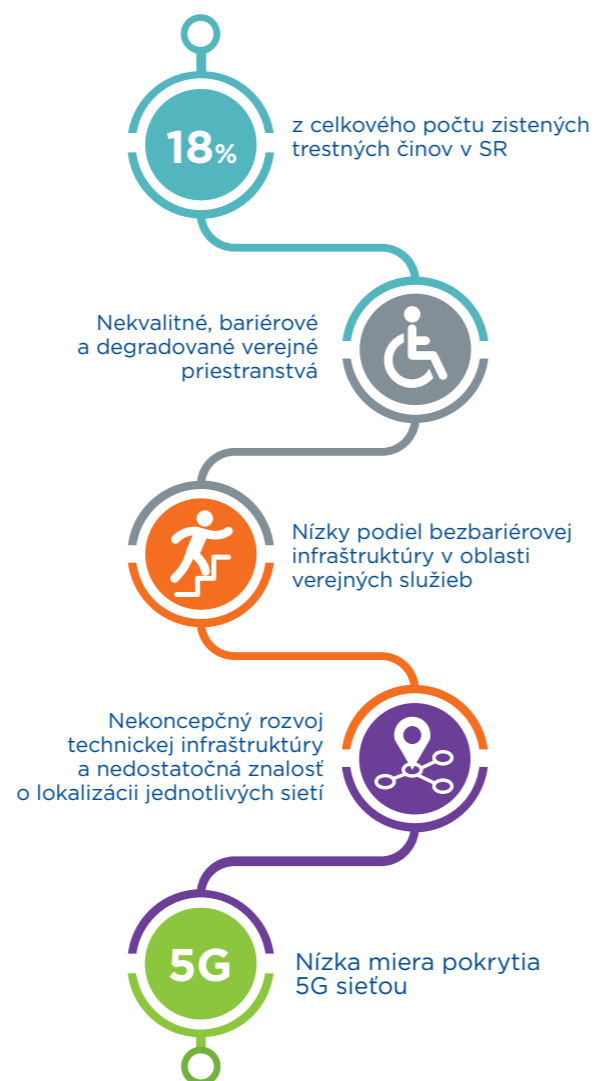 18%
z celkového počtu zistených
trestných činov v SR
Nekvalitné, bariérové
a degradované verejné
priestranstvá
Nízky podiel bezbariérovej
infraštruktúry v oblasti
verejných služieb
Nekoncepčný rozvoj
technickej infraštruktúry
a nedostatočná znalosť
o lokalizácii jednotlivých sietí
5G
Nízka miera pokrytia
5G sieťou